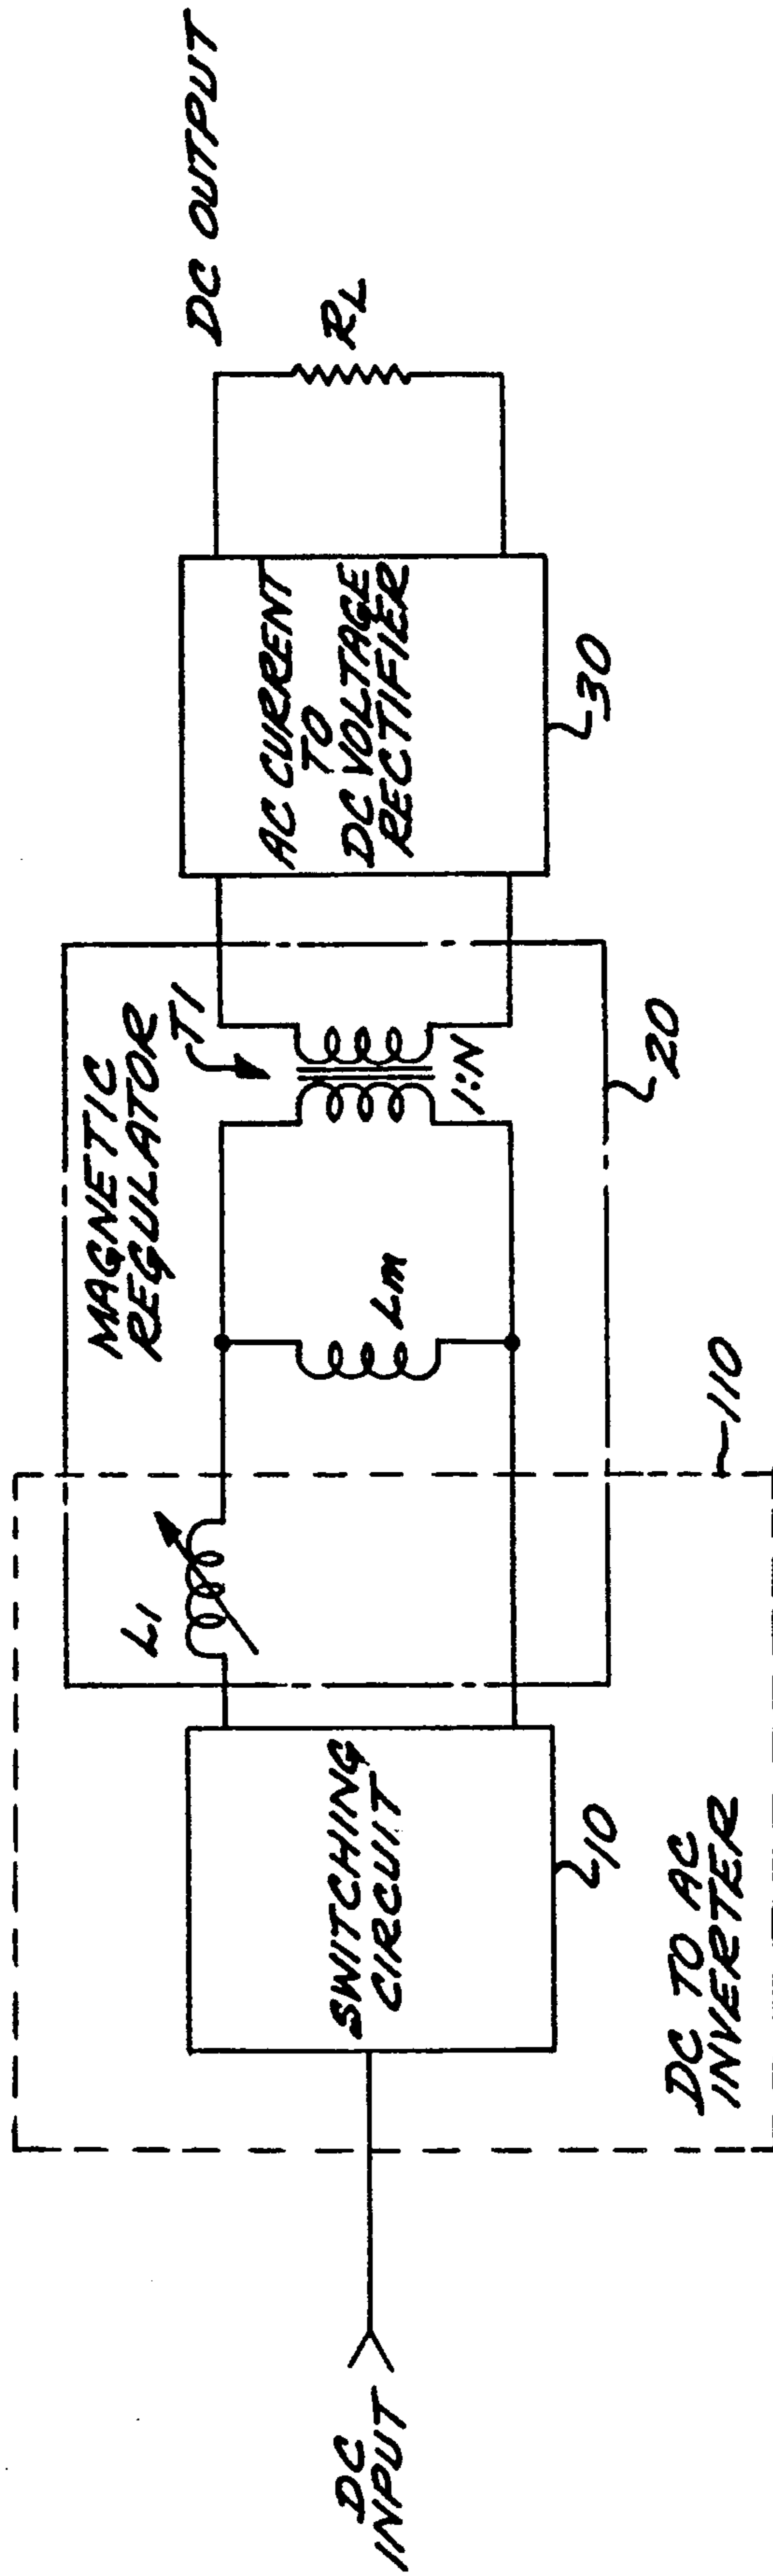 DC
INPUT
DC TO AC
INVERTER
110
SWITCHING
CIRCUIT
10
L1
MAGNETIC
REGULATOR
Lm
T1
1:N
20
AC CURRENT
TO
DC VOLTAGE
RECTIFIER
30
RL
DC OUTPUT